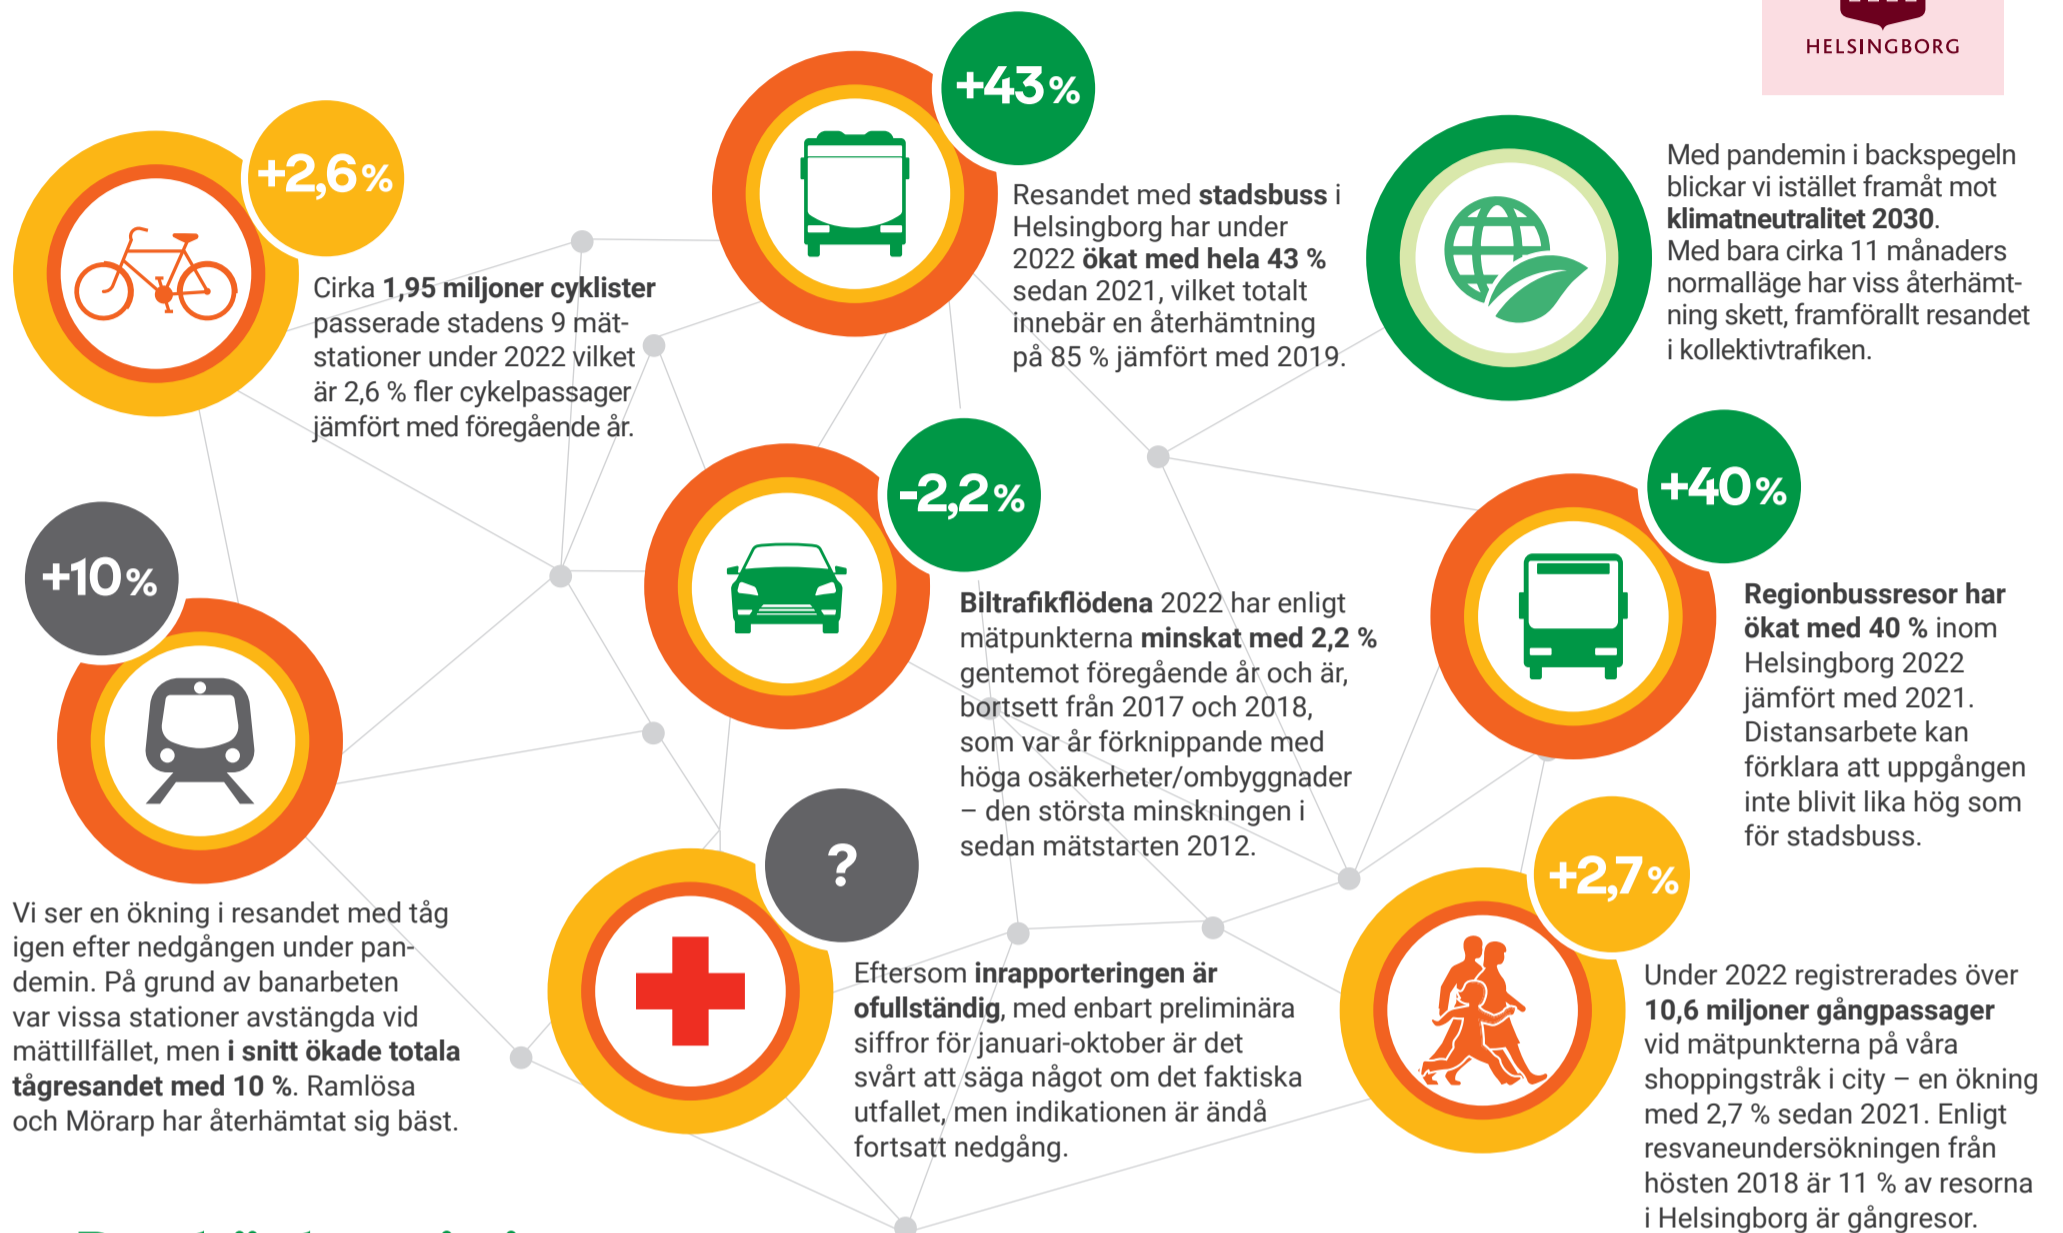 HELSINGBORG
+2,6 %
Cirka 1,95 miljoner cyklister
passerade stadens 9 mät-
stationer under 2022 vilket
är 2,6 % fler cykelpassager
jämfört med föregående år.
+43 %
Resandet med stadsbuss i
Helsingborg har under
2022 ökat med hela 43 %
sedan 2021, vilket totalt
innebär en återhämtning
på 85 % jämfört med 2019.
Med pandemin i backspegeln
blickar vi istället framåt mot
klimatneutralitet 2030.
Med bara cirka 11 månaders
normalläge har viss återhämt-
ning skett, framförallt resandet
i kollektivtrafiken.
+10 %
Vi ser en ökning i resandet med tåg
igen efter nedgången under pan-
demin. På grund av banarbeten
var vissa stationer avstängda vid
mättillfället, men i snitt ökade totala
tågresandet med 10 %. Ramlösa
och Mörarp har återhämtat sig bäst.
-2,2 %
Biltrafikflödena 2022 har enligt
mätpunkterna minskat med 2,2 %
gentemot föregående år och är,
bortsett från 2017 och 2018,
som var år förknippande med
höga osäkerheter/ombyggnader
– den största minskningen i
sedan mätstarten 2012.
+40 %
Regionbussresor har
ökat med 40 % inom
Helsingborg 2022
jämfört med 2021.
Distansarbete kan
förklara att uppgången
inte blivit lika hög som
för stadsbuss.
?
Eftersom inrapporteringen är
ofullständig, med enbart preliminära
siffror för januari-oktober är det
svårt att säga något om det faktiska
utfallet, men indikationen är ändå
fortsatt nedgång.
+2,7 %
Under 2022 registrerades över
10,6 miljoner gångpassager
vid mätpunkterna på våra
shoppingstråk i city – en ökning
med 2,7 % sedan 2021. Enligt
resvaneundersökningen från
hösten 2018 är 11 % av resorna
i Helsingborg är gångresor.